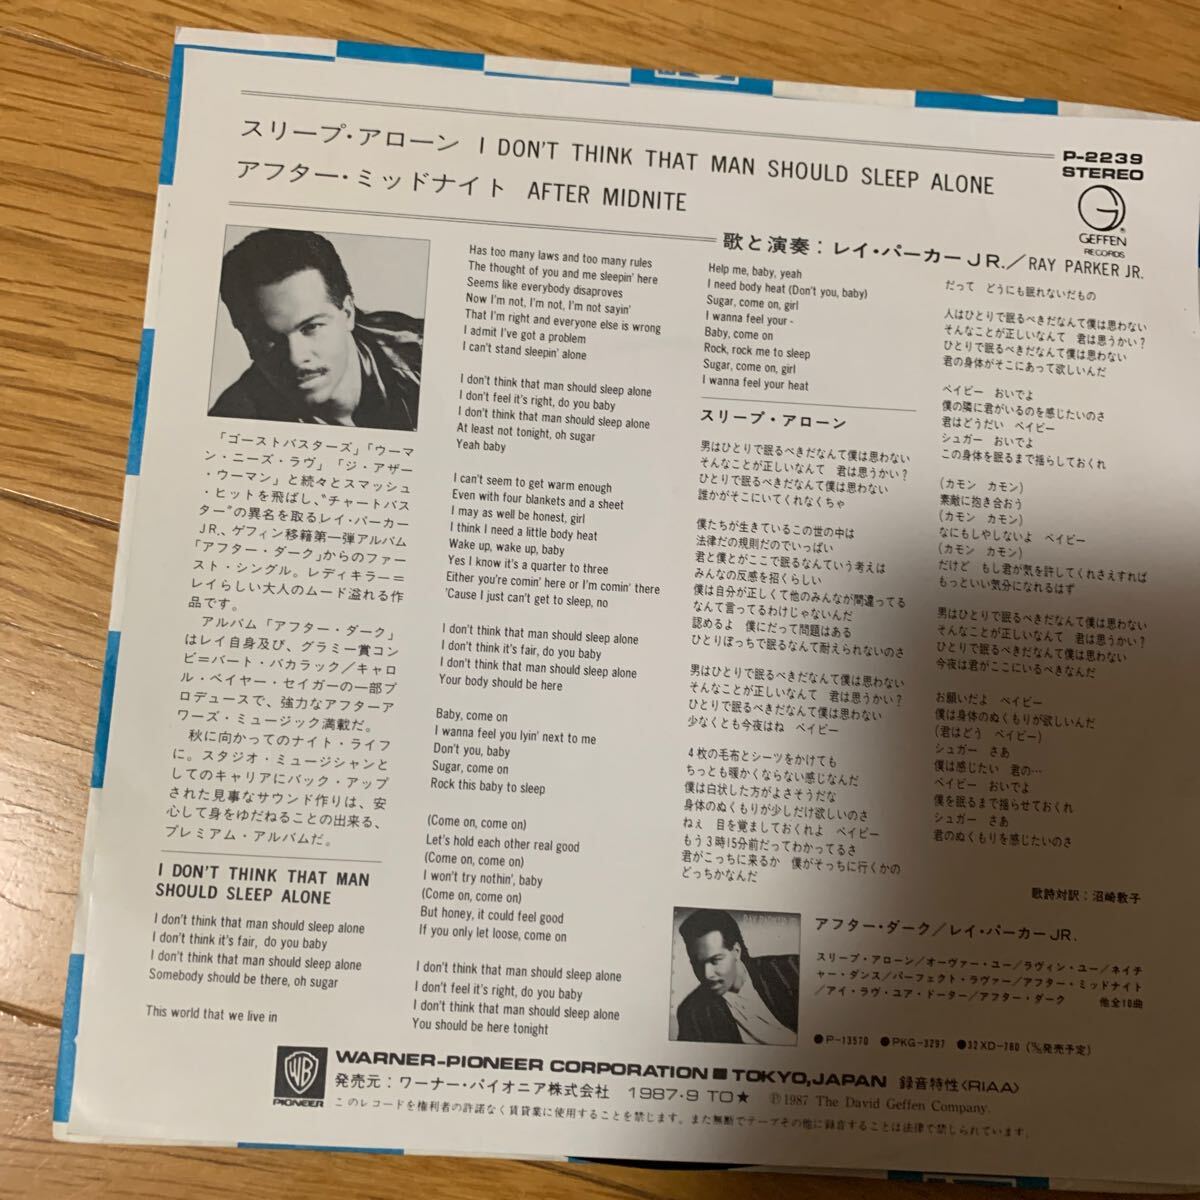 スリープ・アローン I DON'T THINK THAT MAN SHOULD SLEEP ALONE
アフター・ミッドナイト AFTER MIDNITE
P-2239
STEREO
GEFFEN
RECORDS
歌と演奏：レイ・パーカーJR.／RAY PARKER JR.
「ゴーストバスターズ」「ウーマ
ン・ニーズ・ラヴ」「ジ・アザー
・ウーマン」と続々とスマッシュ
・ヒットを飛ばし、“チャートバス
ター”の異名を取るレイ・パーカー
JR.、ゲフィン移籍第一弾アルバム
「アフター・ダーク」からのファー
スト・シングル。レディキラー＝
レイらしい大人のムード溢れる作
品です。
アルバム「アフター・ダーク」
はレイ自身及び、グラミー賞コン
ビ＝バート・バカラック／キャロ
ル・ベイヤー・セイガーの一部プ
ロデュースで、強力なアフターア
ワーズ・ミュージック満載だ。
秋に向かってのナイト・ライフ
に。スタジオ・ミュージシャンと
してのキャリアにバック・アップ
された見事なサウンド作りは、安
心して身をゆだねることの出来る、
プレミアム・アルバムだ。
I DON'T THINK THAT MAN
SHOULD SLEEP ALONE
I don't think that man should sleep alone
I don't think it's fair, do you baby
I don't think that man should sleep alone
Somebody should be there, oh sugar
This world that we live in
Has too many laws and too many rules
The thought of you and me sleepin' here
Seems like everybody disaproves
Now I'm not, I'm not, I'm not sayin'
That I'm right and everyone else is wrong
I admit I've got a problem
I can't stand sleepin' alone
I don't think that man should sleep alone
I don't feel it's right, do you baby
I don't think that man should sleep alone
At least not tonight, oh sugar
Yeah baby
I can't seem to get warm enough
Even with four blankets and a sheet
I may as well be honest, girl
I think I need a little body heat
Wake up, wake up, baby
Yes I know it's a quarter to three
Either you're comin' here or I'm comin' there
'Cause I just can't get to sleep, no
I don't think that man should sleep alone
I don't think it's fair, do you baby
I don't think that man should sleep alone
Your body should be here
Baby, come on
I wanna feel you lyin' next to me
Don't you, baby
Sugar, come on
Rock this baby to sleep
(Come on, come on)
Let's hold each other real good
(Come on, come on)
I won't try nothin', baby
(Come on, come on)
But honey, it could feel good
If you only let loose, come on
I don't think that man should sleep alone
I don't feel it's right, do you baby
I don't think that man should sleep alone
You should be here tonight
Help me, baby, yeah
I need body heat (Don't you, baby)
Sugar, come on, girl
I wanna feel your -
Baby, come on
Rock, rock me to sleep
Sugar, come on, girl
I wanna feel your heat
スリープ・アローン
男はひとりで眠るべきだなんて僕は思わない
そんなことが正しいなんて 君は思うかい？
ひとりで眠るべきだなんて僕は思わない
誰かがそこにいてくれなくちゃ
僕たちが生きているこの世の中は
法律だの規則だのでいっぱい
君と僕とがここで眠るなんていう考えは
みんなの反感を招くらしい
僕は自分が正しくて他のみんなが間違ってる
なんて言ってるわけじゃないんだ
認めるよ 僕にだって問題はある
ひとりぼっちで眠るなんて耐えられないのさ
男はひとりで眠るべきだなんて僕は思わない
そんなことが正しいなんて 君は思うかい？
ひとりで眠るべきだなんて僕は思わない
少なくとも今夜はね ベイビー
4枚の毛布とシーツをかけても
ちっとも暖かくならない感じなんだ
僕は白状した方がよさそうだな
身体のぬくもりが少しだけ欲しいのさ
ねぇ 目を覚ましておくれよ ベイビー
もう3時15分前だってわかってるさ
君がこっちに来るか 僕がそっちに行くかの
どっちかなんだ
だって どうにも眠れないだもの
人はひとりで眠るべきだなんて僕は思わない
そんなことが正しいなんて 君は思うかい？
ひとりで眠るべきだなんて僕は思わない
君の身体がそこにあって欲しいんだ
ベイビー おいでよ
僕の隣に君がいるのを感じたいのさ
君はどうだい ベイビー
シュガー おいでよ
この身体を眠るまで揺らしておくれ
(カモン カモン)
素敵に抱き合おう
(カモン カモン)
なにもしやしないよ ベイビー
(カモン カモン)
だけど もし君が気を許してくれさえすれば
もっといい気分になれるはず
男はひとりで眠るべきだなんて僕は思わない
そんなことが正しいなんて 君は思うかい？
ひとりで眠るべきだなんて僕は思わない
今夜は君がここにいるべきなんだ
お願いだよ ベイビー
僕は身体のぬくもりが欲しいんだ
(君はどう ベイビー)
シュガー さあ
僕は感じたい 君の…
ベイビー おいでよ
僕を眠るまで揺らせておくれ
シュガー さあ
君のぬくもりを感じたいのさ
歌詩対訳：沼崎敦子
RAY PARKER JR
アフター・ダーク／レイ・パーカーJR.
スリープ・アローン／オーヴァー・ユー／ラヴィン・ユー／ネイチ
ャー・ダンス／パーフェクト・ラヴァー／アフター・ミッドナイト
／アイ・ラヴ・ユア・ドーター／アフター・ダーク 他全10曲
●P-13570 ●PKG-3297 ●32XD-780 発売予定)
WB
PIONEER
WARNER-PIONEER CORPORATION ■ TOKYO, JAPAN 録音特性〈RIAA〉
発売元：ワーナー・パイオニア株式会社 1987・9 TO★ ℗1987 The David Geffen Company.
このレコードを権利者の許諾なく賃貸業に使用することを禁じます。また無断でテープその他に録音することは法律で禁じられています。